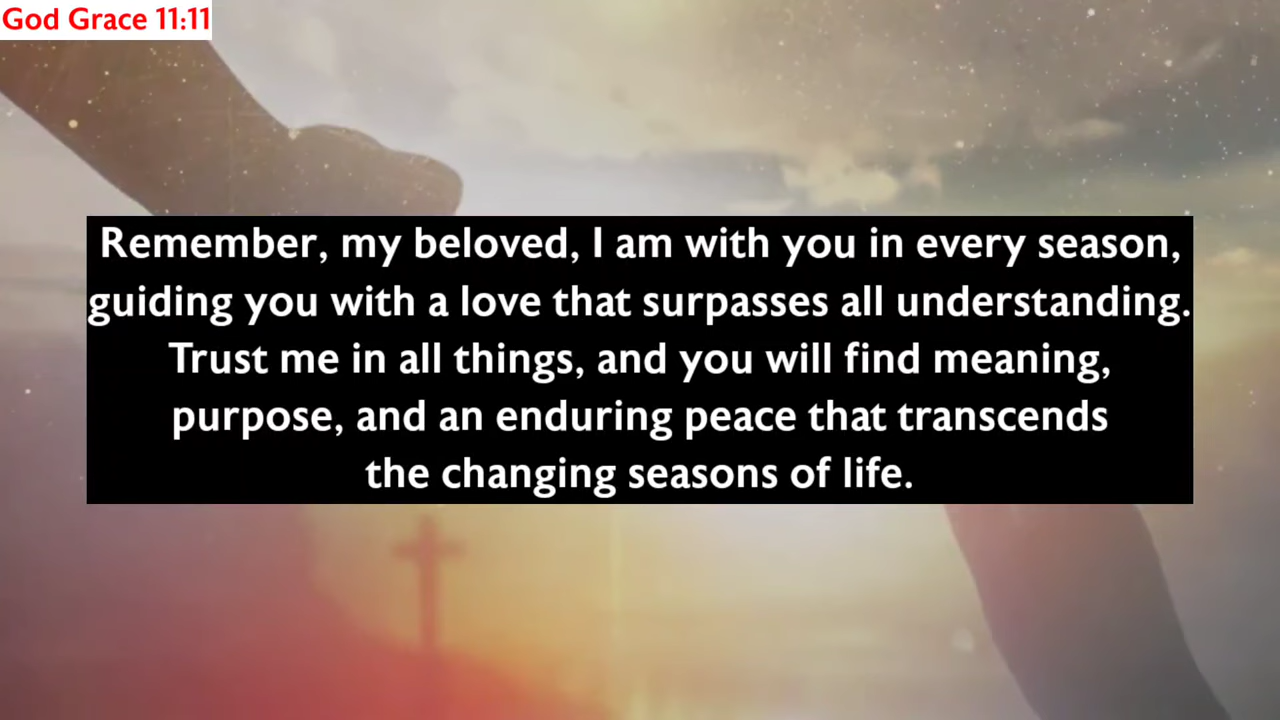 God Grace 11:11
Remember, my beloved, I am with you in every season,
guiding you with a love that surpasses all understanding.
Trust me in all things, and you will find meaning,
purpose, and an enduring peace that transcends
the changing seasons of life.